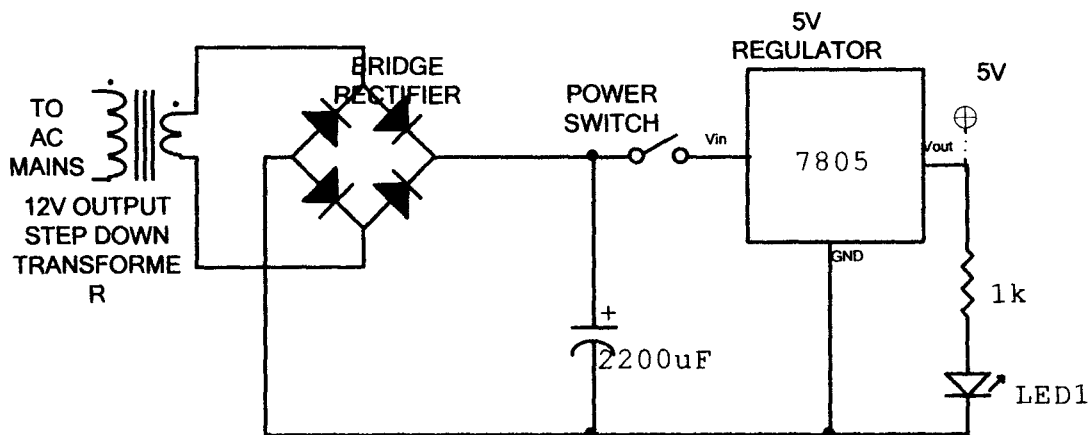 TO
AC
MAINS
12V OUTPUT
STEP DOWN
TRANSFORME
R
BRIDGE
RECTIFIER
POWER
SWITCH
5V
REGULATOR
Vin
7805
Vout
GND
5V
+
2200uF
1k
LED1